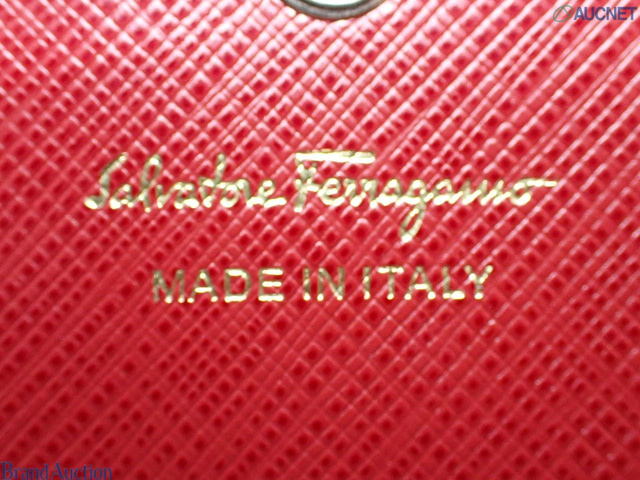 AUCNET
Salvatore Ferragamo
MADE IN ITALY
Brand Auction